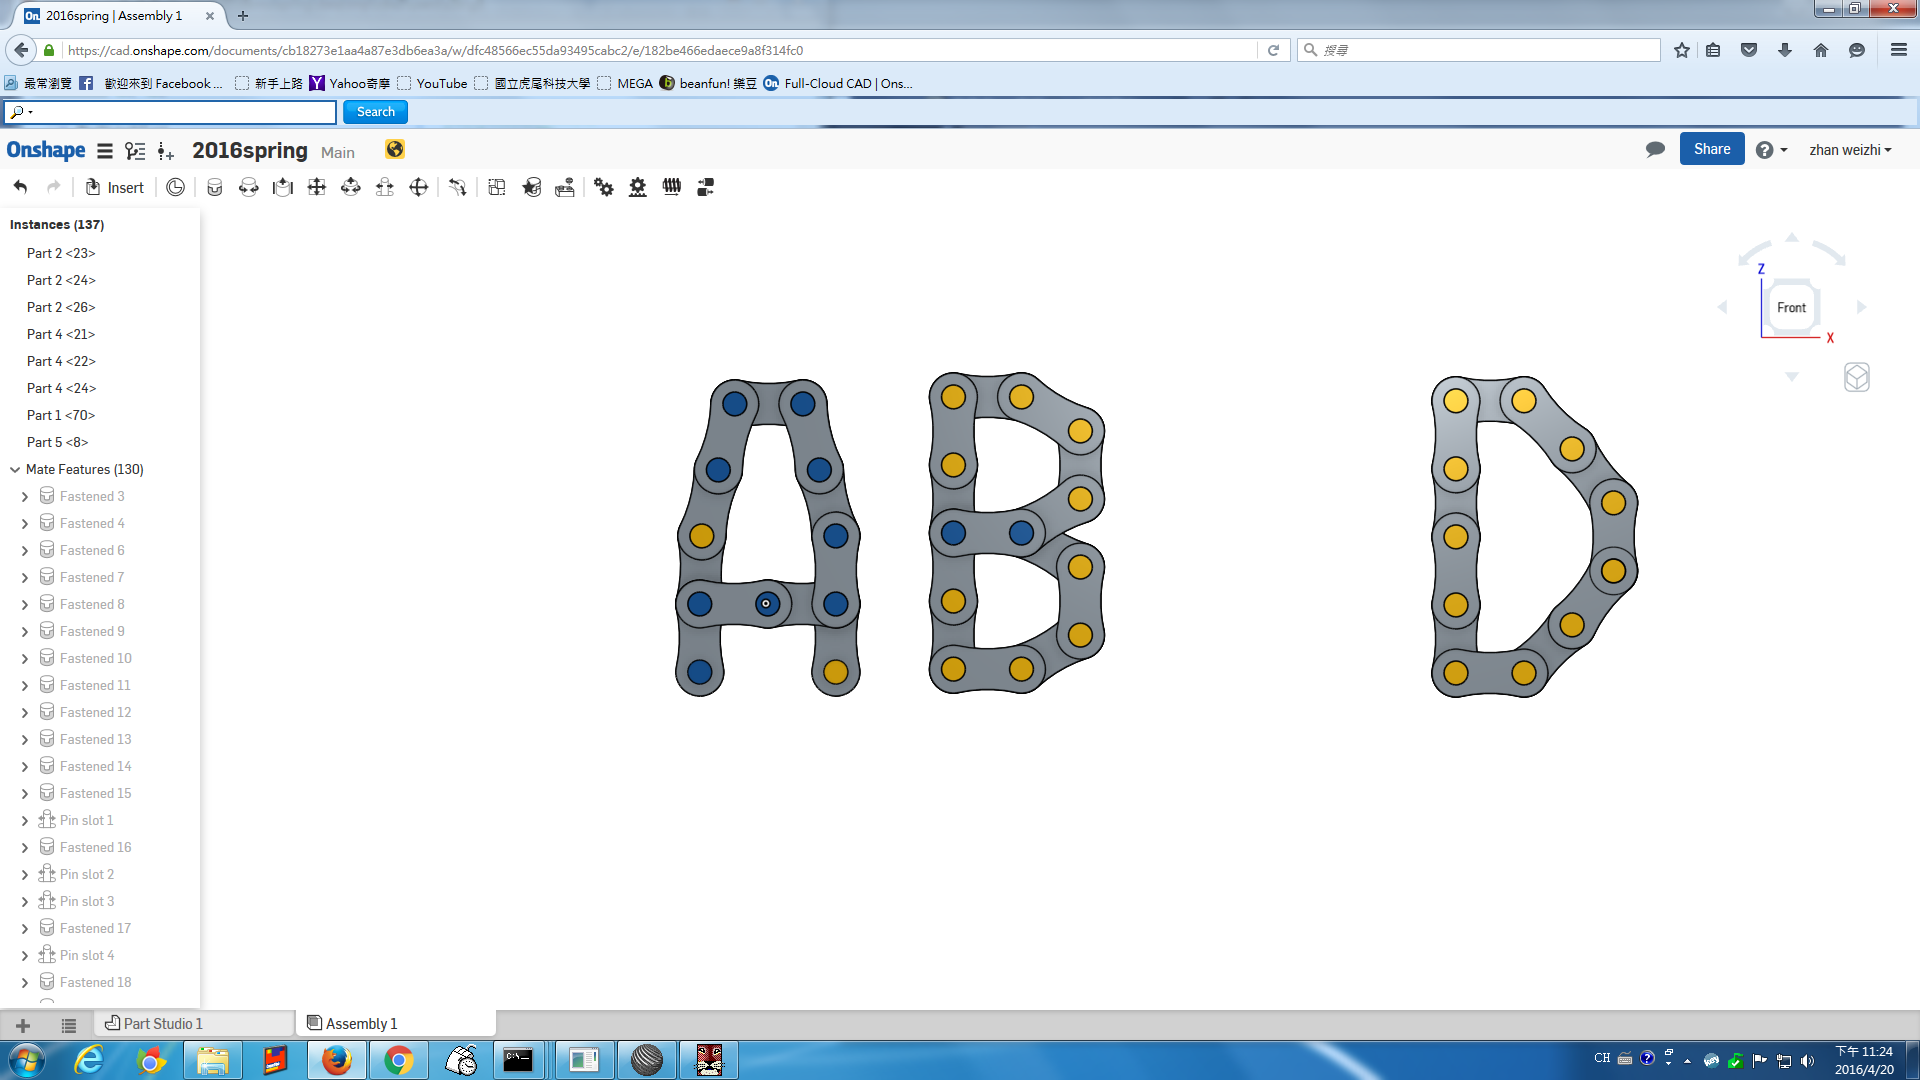 2016spring | Assembly 1
https://cad.onshape.com/documents/cb18273e1aa4a87e3db6ea3a/w/dfc48566ec55da93495cabc2/e/182be466edaece9a8f314fc0
搜尋
最常瀏覽 歡迎來到 Facebook ... 新手上路 Yahoo奇摩 YouTube 國立虎尾科技大學 MEGA beanfun! 樂豆 Full-Cloud CAD | Ons...
Search
Onshape 2016spring Main Share zhan weizhi
Insert
Instances (137)
Part 2 <23>
Part 2 <24>
Part 2 <26>
Part 4 <21>
Part 4 <22>
Part 4 <24>
Part 1 <70>
Part 5 <8>
Mate Features (130)
Fastened 3
Fastened 4
Fastened 6
Fastened 7
Fastened 8
Fastened 9
Fastened 10
Fastened 11
Fastened 12
Fastened 13
Fastened 14
Fastened 15
Pin slot 1
Fastened 16
Pin slot 2
Pin slot 3
Fastened 17
Pin slot 4
Fastened 18
Z
Front
X
A B D
Part Studio 1 Assembly 1
CH
下午 11:24
2016/4/20